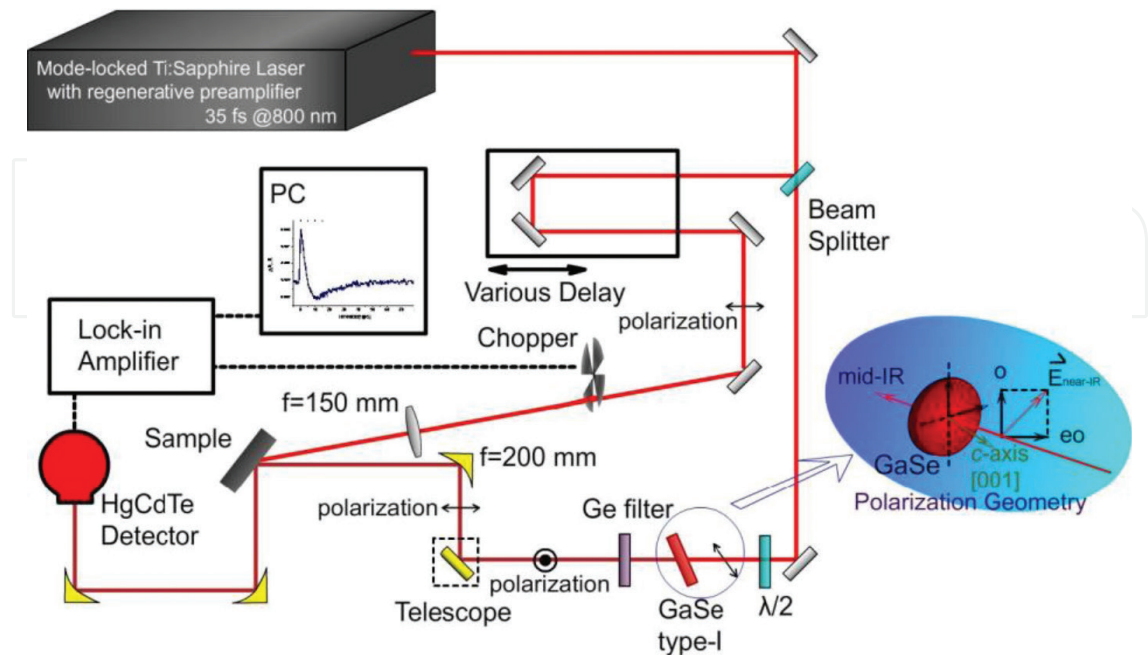 Mode-locked Ti:Sapphire Laser
with regenerative preamplifier
35 fs @800 nm
PC
Beam
Splitter
Various Delay
polarization
Lock-in
Amplifier
Chopper
f=150 mm
Sample
f=200 mm
HgCdTe
Detector
polarization
Telescope
polarization
Ge filter
GaSe
type-I
λ/2
mid-IR
o
E near-IR
eo
c-axis
[001]
GaSe
Polarization Geometry